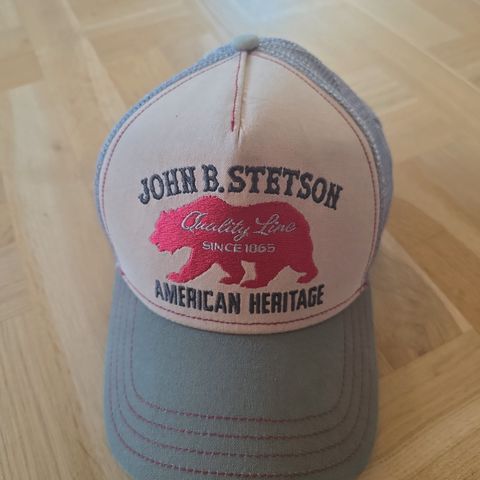 JOHN B. STETSON
Quality Line
SINCE 1865
AMERICAN HERITAGE